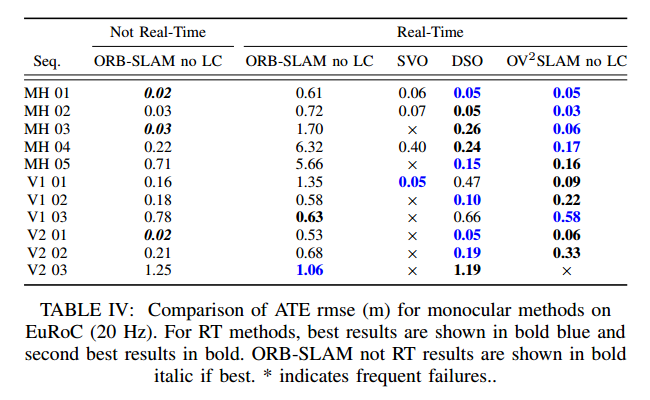 Not Real-Time Real-Time
Seq. ORB-SLAM no LC ORB-SLAM no LC SVO DSO OV²SLAM no LC
MH 01 0.02 0.61 0.06 0.05 0.05
MH 02 0.03 0.72 0.07 0.05 0.03
MH 03 0.03 1.70 × 0.26 0.06
MH 04 0.22 6.32 0.40 0.24 0.17
MH 05 0.71 5.66 × 0.15 0.16
V1 01 0.16 1.35 0.05 0.47 0.09
V1 02 0.18 0.58 × 0.10 0.22
V1 03 0.78 0.63 × 0.66 0.58
V2 01 0.02 0.53 × 0.05 0.06
V2 02 0.21 0.68 × 0.19 0.33
V2 03 1.25 1.06 × 1.19 ×
TABLE IV: Comparison of ATE rmse (m) for monocular methods on
EuRoC (20 Hz). For RT methods, best results are shown in bold blue and
second best results in bold. ORB-SLAM not RT results are shown in bold
italic if best. * indicates frequent failures..